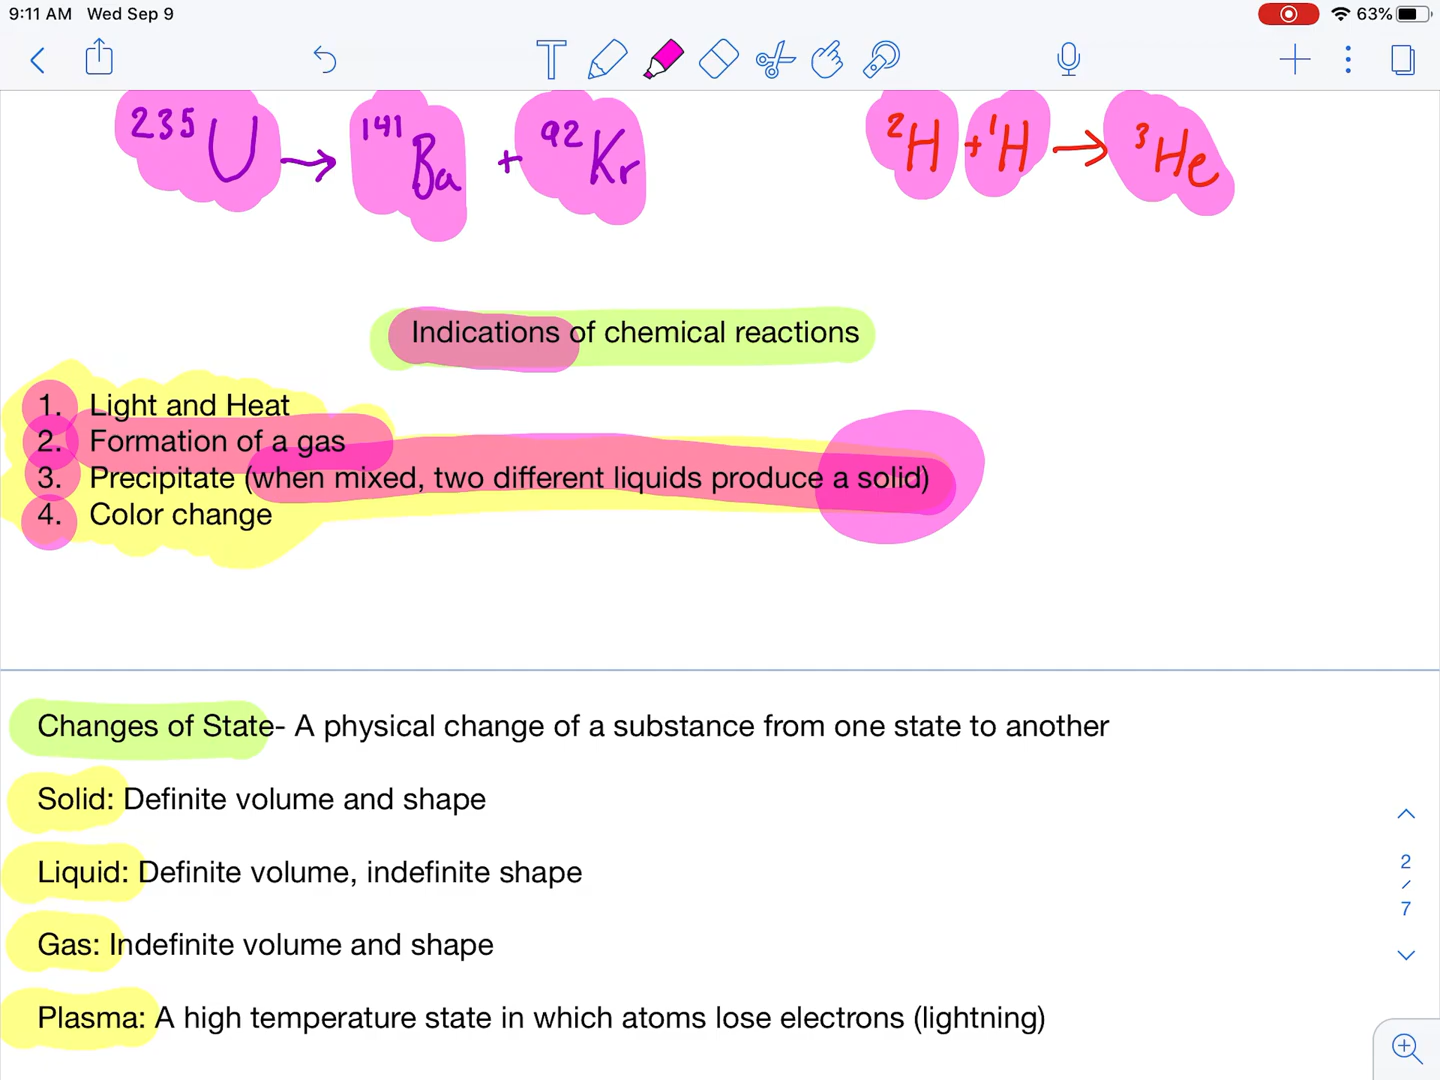 9:11 AM Wed Sep 9 63%
T
²³⁵U → ¹⁴¹Ba + ⁹²Kr
²H + ¹H → ³He
Indications of chemical reactions
1. Light and Heat
2. Formation of a gas
3. Precipitate (when mixed, two different liquids produce a solid)
4. Color change
Changes of State- A physical change of a substance from one state to another
Solid: Definite volume and shape
Liquid: Definite volume, indefinite shape
Gas: Indefinite volume and shape
Plasma: A high temperature state in which atoms lose electrons (lightning)
2
/
7